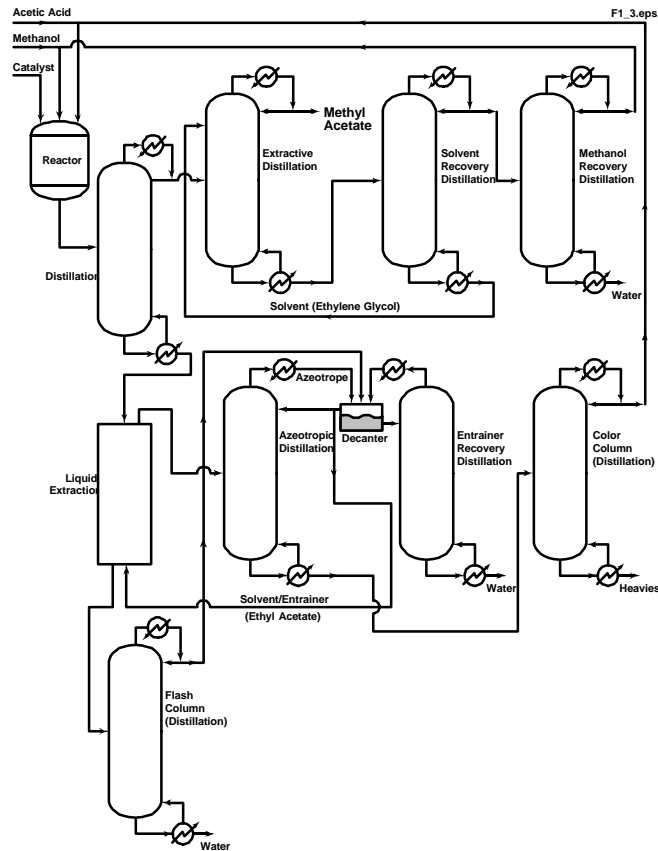 Acetic Acid
F1_3.eps
Methanol
Catalyst
Reactor
Methyl
Acetate
Extractive
Distillation
Solvent
Recovery
Distillation
Methanol
Recovery
Distillation
Distillation
Water
Solvent (Ethylene Glycol)
Azeotrope
Azeotropic
Distillation
Decanter
Entrainer
Recovery
Distillation
Color
Column
(Distillation)
Liquid
Extraction
Water
Heavies
Solvent/Entrainer
(Ethyl Acetate)
Flash
Column
(Distillation)
Water